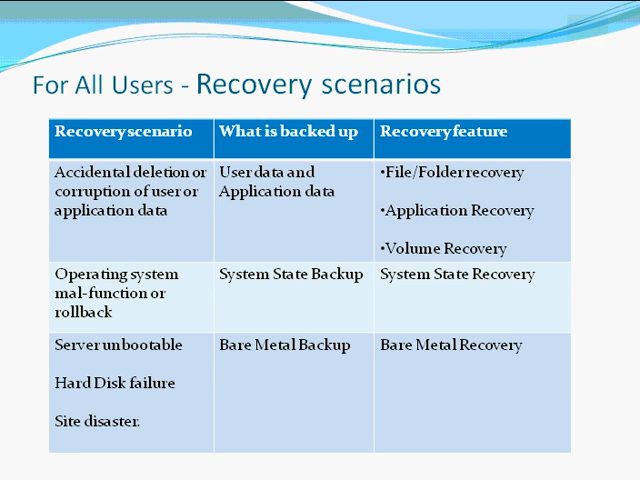 For All Users - Recovery scenarios
Recovery scenario What is backed up Recovery feature
Accidental deletion or User data and •File/Folder recovery
corruption of user or Application data
application data •Application Recovery
•Volume Recovery
Operating system System State Backup System State Recovery
mal-function or
rollback
Server unbootable Bare Metal Backup Bare Metal Recovery
Hard Disk failure
Site disaster.